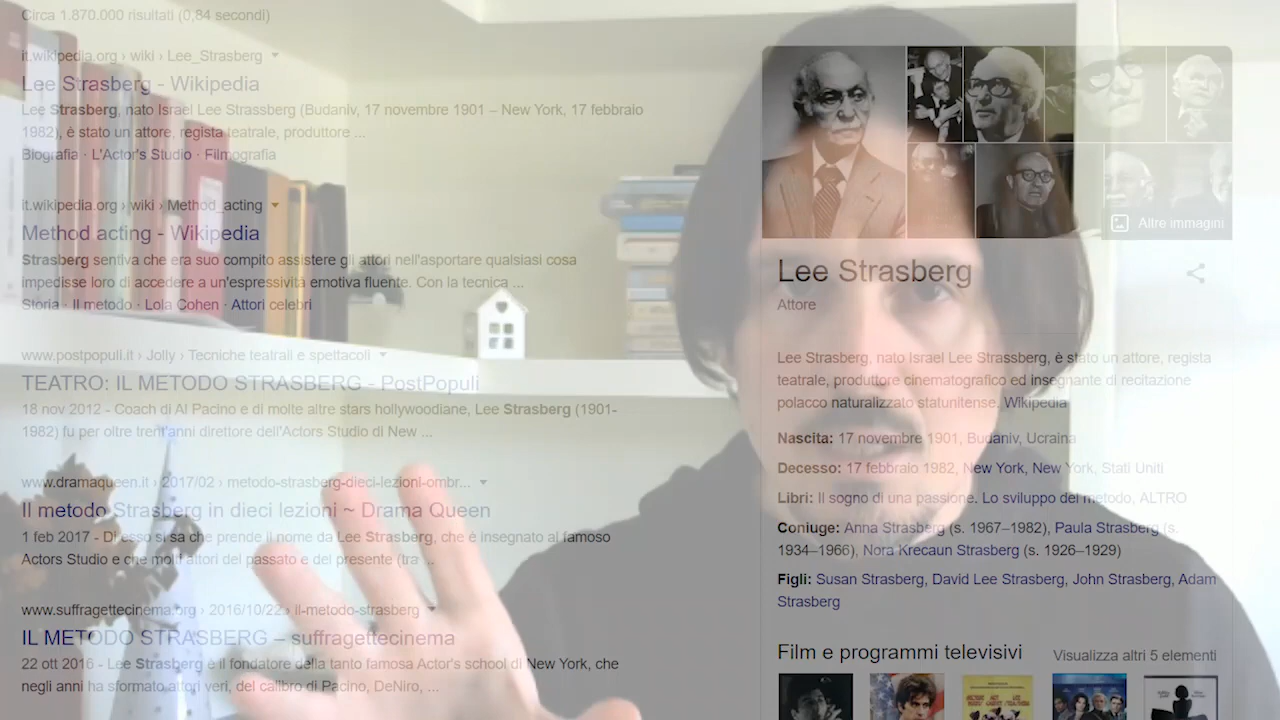 Circa 1.870.000 risultati (0,84 secondi)
it.wikipedia.org › wiki › Lee_Strasberg
Lee Strasberg - Wikipedia
Lee Strasberg, nato Israel Lee Strassberg (Budaniv, 17 novembre 1901 – New York, 17 febbraio
1982), è stato un attore, regista teatrale, produttore ...
Biografia · L'Actor's Studio · Filmografia
it.wikipedia.org › wiki › Method_acting
Method acting - Wikipedia
Strasberg sentiva che era suo compito assistere gli attori nell'asportare qualsiasi cosa
impedisse loro di accedere a un'espressività emotiva fluente. Con la tecnica ...
Storia · Il metodo · Lola Cohen · Attori celebri
www.postpopuli.it › Jolly › Tecniche teatrali e spettacoli
TEATRO: IL METODO STRASBERG - PostPopuli
18 nov 2012 - Coach di Al Pacino e di molte altre stars hollywoodiane, Lee Strasberg (1901-
1982) fu per oltre trent'anni direttore dell'Actors Studio di New ...
www.dramaqueen.it › 2017/02 › metodo-strasberg-dieci-lezioni-ombr...
Il metodo Strasberg in dieci lezioni ~ Drama Queen
1 feb 2017 - Di esso si sa che prende il nome da Lee Strasberg, che è insegnato al famoso
Actors Studio e che molti attori del passato e del presente (tra ...
www.suffragettecinema.org › 2016/10/22 › il-metodo-strasberg
IL METODO STRASBERG – suffragettecinema
22 ott 2016 - Lee Strasberg è il fondatore della tanto famosa Actor's school di New York, che
negli anni ha sformato attori veri, del calibro di Pacino, DeNiro, ...
Altre immagini
Lee Strasberg
Attore
Lee Strasberg, nato Israel Lee Strassberg, è stato un attore, regista
teatrale, produttore cinematografico ed insegnante di recitazione
polacco naturalizzato statunitense. Wikipedia
Nascita: 17 novembre 1901, Budaniv, Ucraina
Decesso: 17 febbraio 1982, New York, New York, Stati Uniti
Libri: Il sogno di una passione. Lo sviluppo del metodo, ALTRO
Coniuge: Anna Strasberg (s. 1967–1982), Paula Strasberg (s.
1934–1966), Nora Krecaun Strasberg (s. 1926–1929)
Figli: Susan Strasberg, David Lee Strasberg, John Strasberg, Adam
Strasberg
Film e programmi televisivi
Visualizza altri 5 elementi